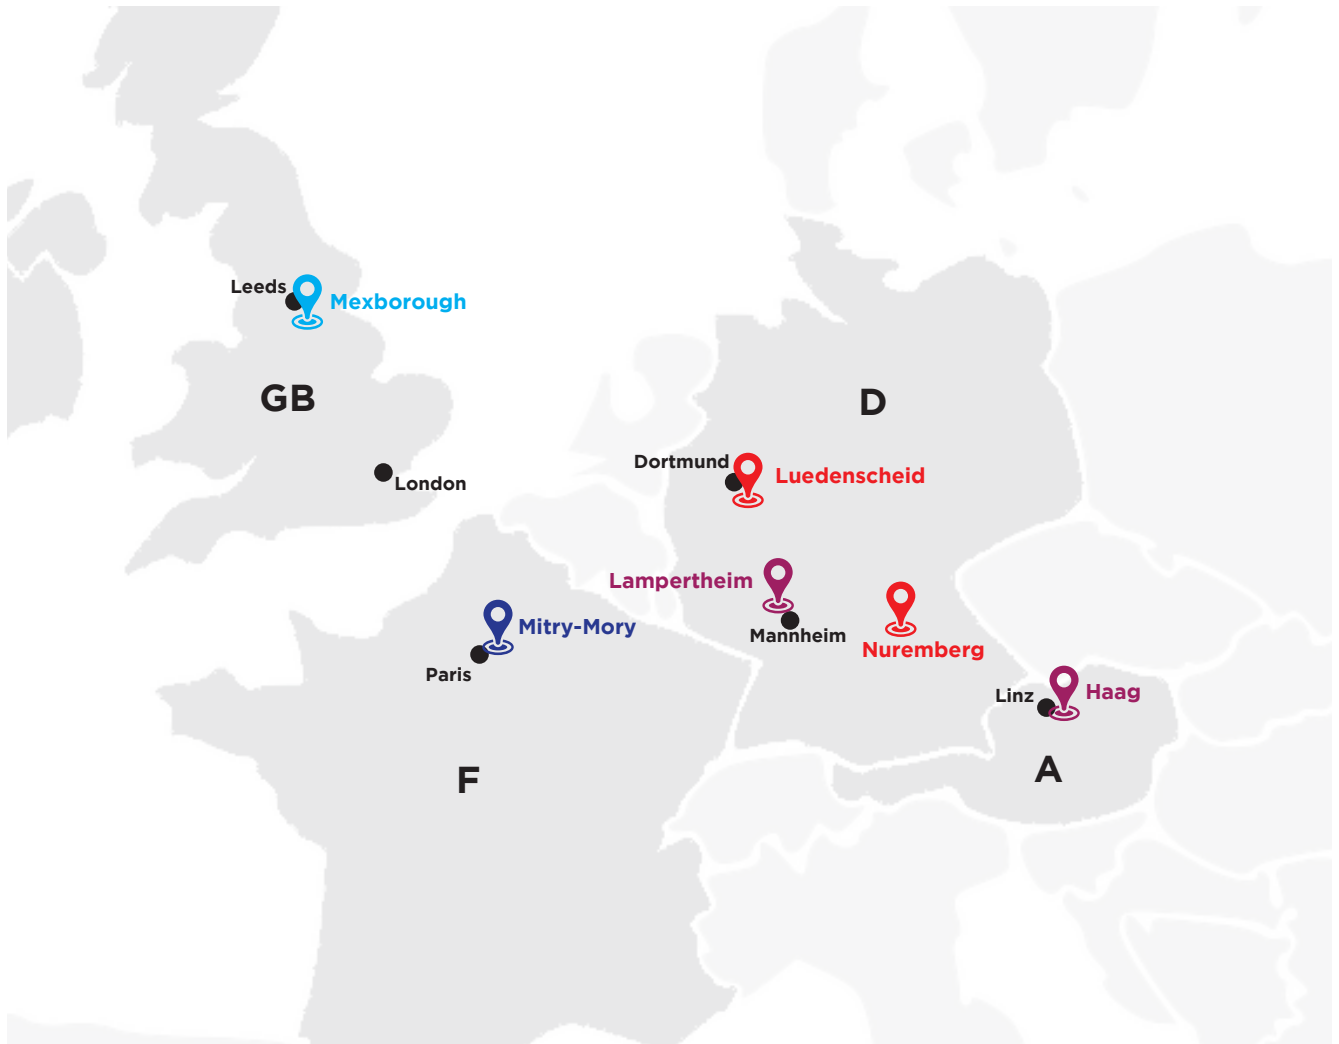 Leeds
Mexborough
GB
D
Dortmund
Luedenscheid
London
Lampertheim
Mitry-Mory
Mannheim
Nuremberg
Paris
Linz
Haag
F
A